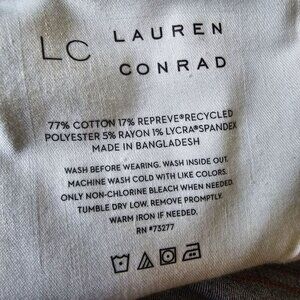 LC LAUREN
CONRAD
77% COTTON 17% REPREVE®RECYCLED
POLYESTER 5% RAYON 1% LYCRA®SPANDEX
MADE IN BANGLADESH
WASH BEFORE WEARING. WASH INSIDE OUT.
MACHINE WASH COLD WITH LIKE COLORS.
ONLY NON-CHLORINE BLEACH WHEN NEEDED.
TUMBLE DRY LOW. REMOVE PROMPTLY.
WARM IRON IF NEEDED.
RN #73277